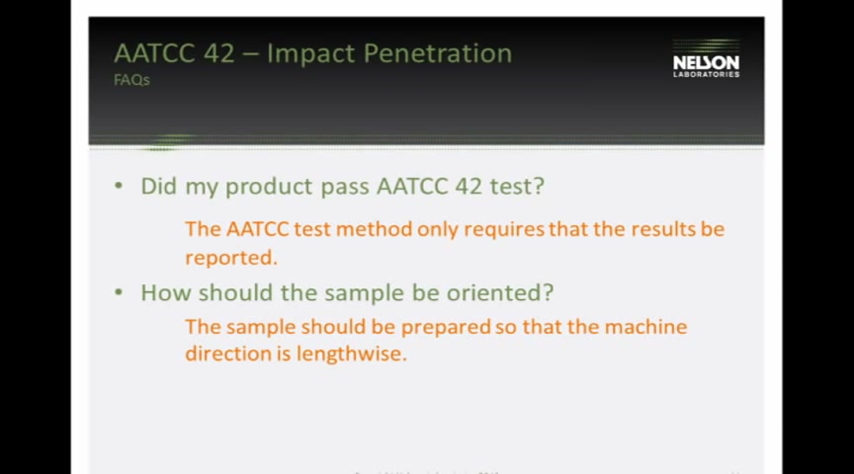 AATCC 42 – Impact Penetration
FAQs
NELSON
LABORATORIES
• Did my product pass AATCC 42 test?
The AATCC test method only requires that the results be
reported.
• How should the sample be oriented?
The sample should be prepared so that the machine
direction is lengthwise.